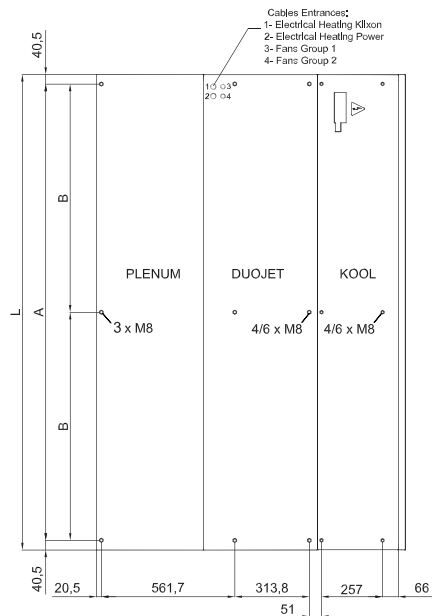 Cables Entrances:
1- Electrical Heating Klixon
2- Electrical Heating Power
3- Fans Group 1
4- Fans Group 2
40,5
1 3
2 4
B
PLENUM
DUOJET
KOOL
L
A
3 x M8
4/6 x M8
4/6 x M8
B
40,5
20,5
561,7
313,8
257
66
51